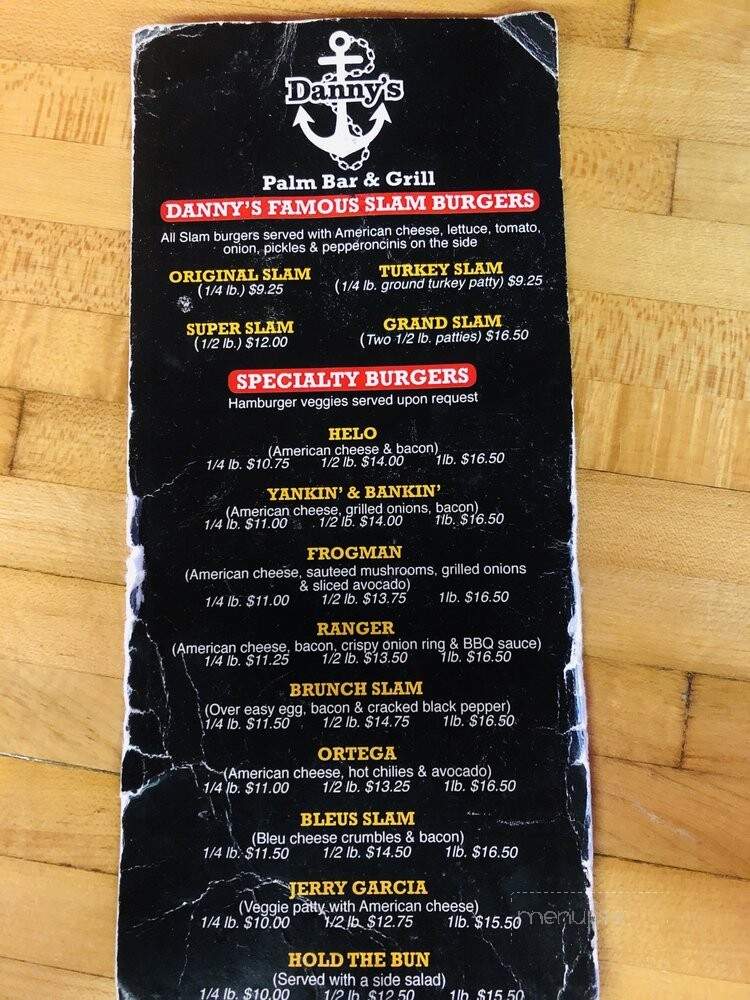 Danny's
Palm Bar & Grill
DANNY'S FAMOUS SLAM BURGERS
All Slam burgers served with American cheese, lettuce, tomato,
onion, pickles & pepperoncinis on the side
ORIGINAL SLAM
(1/4 lb.) $9.25
TURKEY SLAM
(1/4 lb. ground turkey patty) $9.25
SUPER SLAM
(1/2 lb.) $12.00
GRAND SLAM
(Two 1/2 lb. patties) $16.50
SPECIALTY BURGERS
Hamburger veggies served upon request
HELO
(American cheese & bacon)
1/4 lb. $10.75 1/2 lb. $14.00 1lb. $16.50
YANKIN' & BANKIN'
(American cheese, grilled onions, bacon)
1/4 lb. $11.00 1/2 lb. $14.00 1lb. $16.50
FROGMAN
(American cheese, sauteed mushrooms, grilled onions
& sliced avocado)
1/4 lb. $11.00 1/2 lb. $13.75 1lb. $16.50
RANGER
(American cheese, bacon, crispy onion ring & BBQ sauce)
1/4 lb. $11.25 1/2 lb. $13.50 1lb. $16.50
BRUNCH SLAM
(Over easy egg, bacon & cracked black pepper)
1/4 lb. $11.50 1/2 lb. $14.75 1lb. $16.50
ORTEGA
(American cheese, hot chilies & avocado)
1/4 lb. $11.00 1/2 lb. $13.25 1lb. $16.50
BLEUS SLAM
(Bleu cheese crumbles & bacon)
1/4 lb. $11.50 1/2 lb. $14.50 1lb. $16.50
JERRY GARCIA
(Veggie patty with American cheese)
1/4 lb. $10.00 1/2 lb. $12.75 1lb. $15.50
HOLD THE BUN
(Served with a side salad)
1/4 lb. $10.00 1/2 lb. $12.50 1lb. $15.50